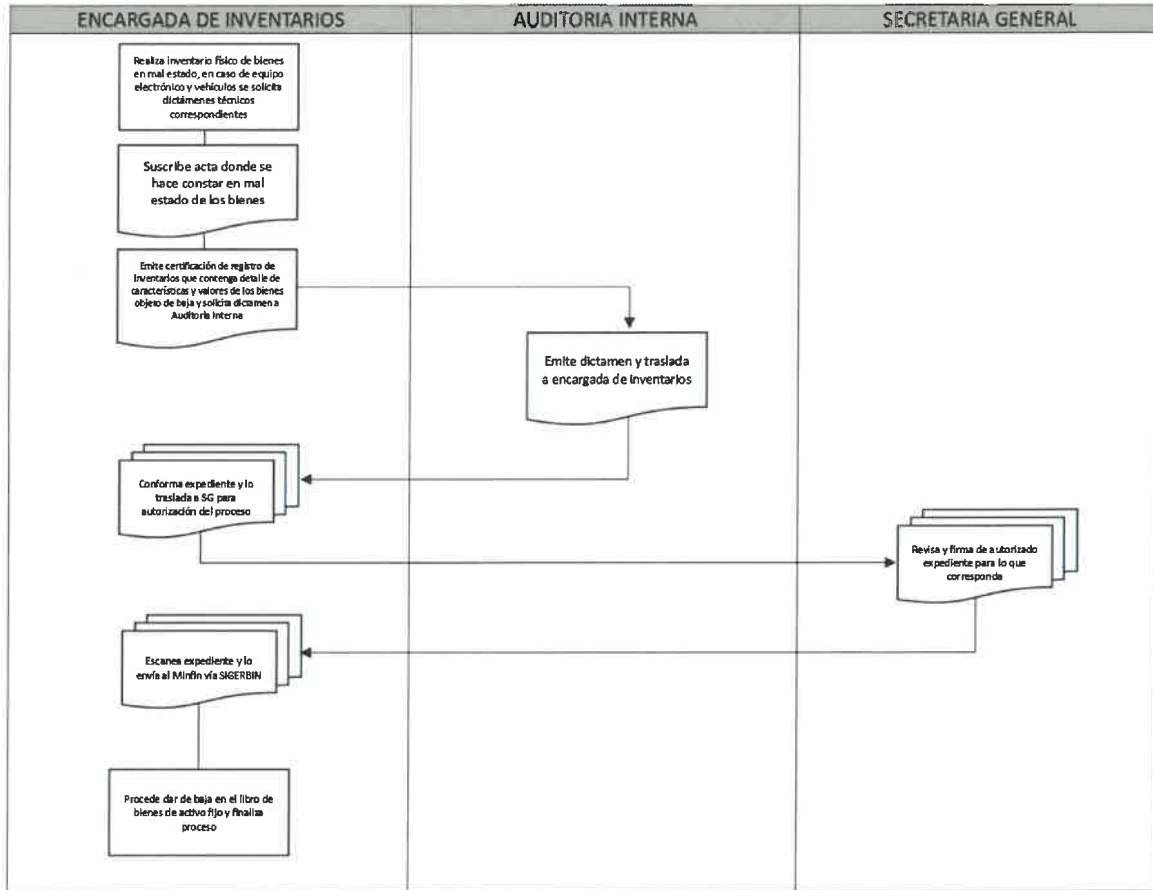 ENCARGADA DE INVENTARIOS
AUDITORIA INTERNA
SECRETARIA GENERAL
Realiza inventario físico de bienes
en mal estado, en caso de equipo
electrónico y vehículos se solicita
dictámenes técnicos
correspondientes
Suscribe acta donde se
hace constar en mal
estado de los bienes
Emite certificación de registro de
inventarios que contenga detalle de
características y valores de los bienes
objeto de baja y solicita dictamen a
Auditoría Interna
Emite dictamen y traslada
a encargada de inventarios
Conforma expediente y lo
traslada a SG para
autorización del proceso
Revisa y firma de autorizado
expediente para lo que
corresponda
Escanea expediente y lo
envía al Minfin vía SIGERBIN
Procede dar de baja en el libro de
bienes de activo fijo y finaliza
proceso